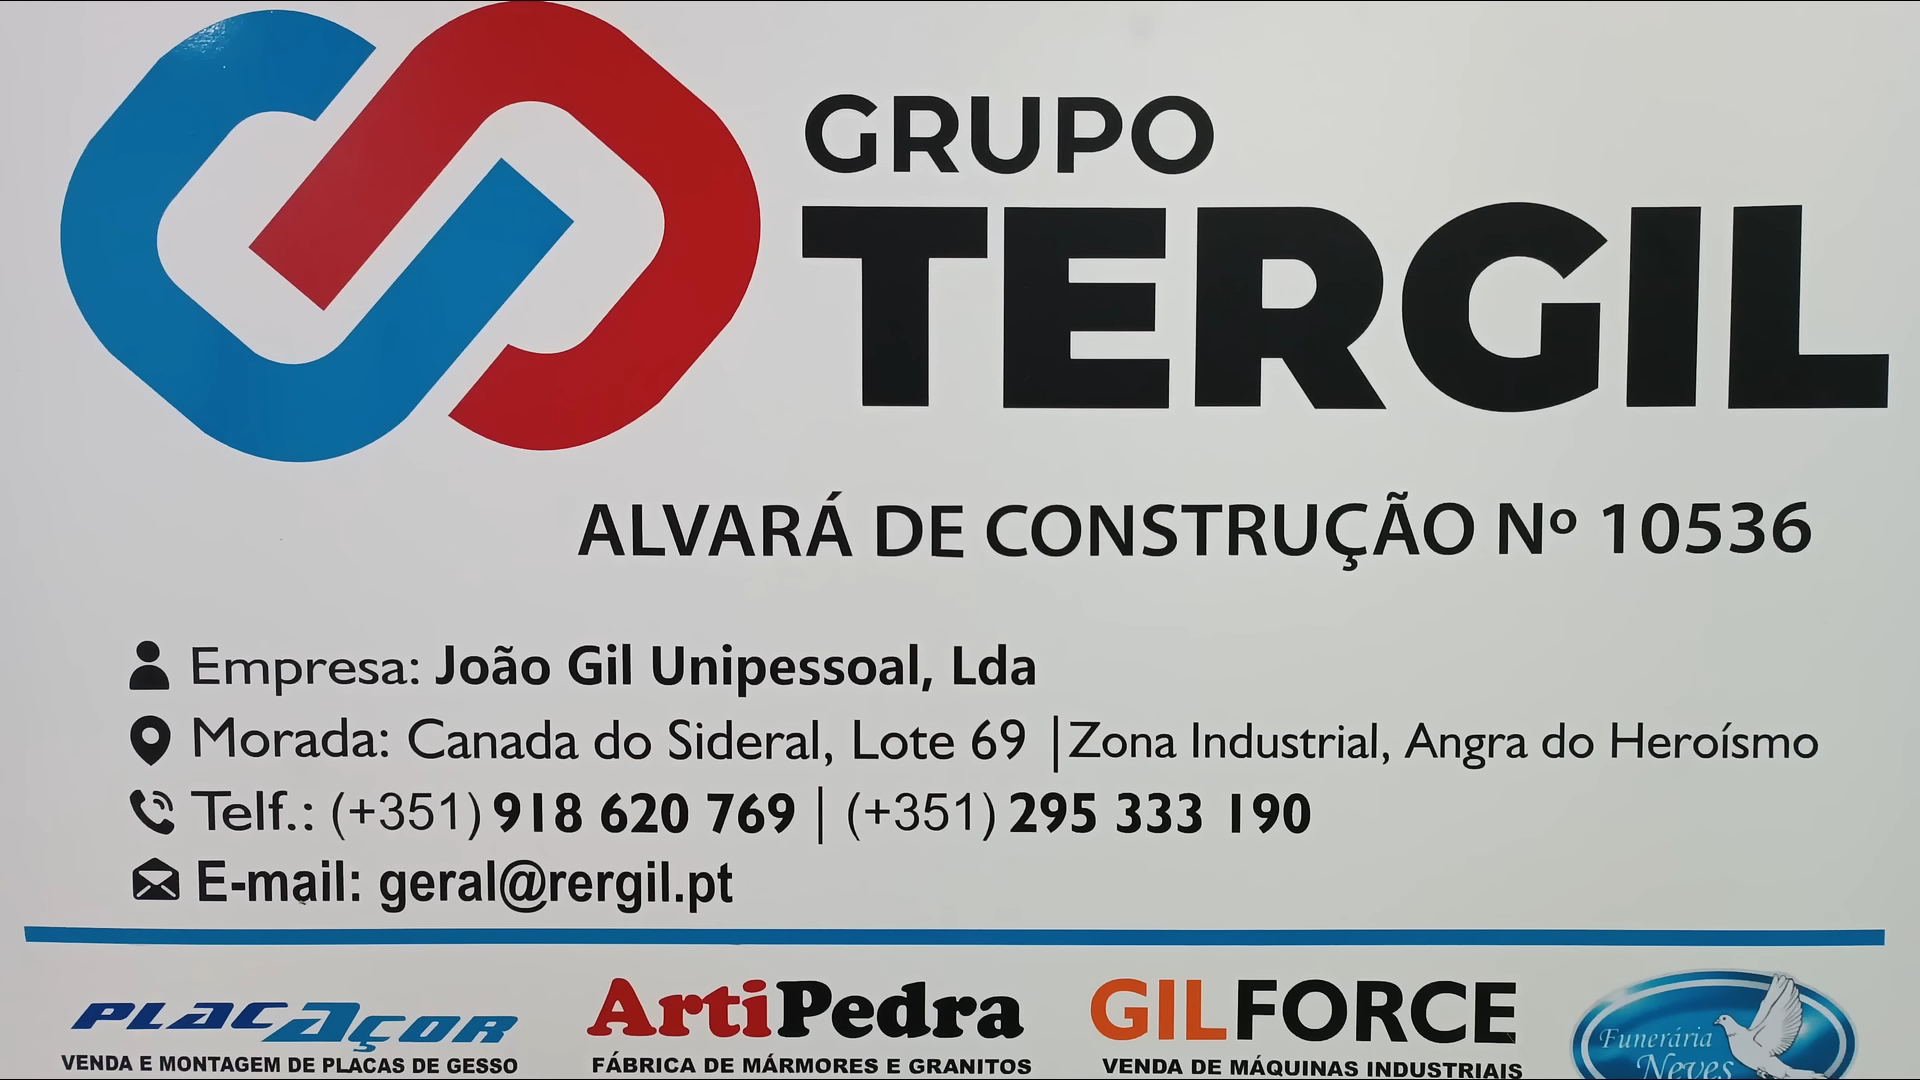 GRUPO
TERGIL
ALVARÁ DE CONSTRUÇÃO Nº 10536
Empresa: João Gil Unipessoal, Lda
Morada: Canada do Sideral, Lote 69 | Zona Industrial, Angra do Heroísmo
Telf.: (+351) 918 620 769 | (+351) 295 333 190
E-mail: geral@rergil.pt
PLACAÇOR
VENDA E MONTAGEM DE PLACAS DE GESSO
ArtiPedra
FÁBRICA DE MÁRMORES E GRANITOS
GILFORCE
VENDA DE MÁQUINAS INDUSTRIAIS
Funerária
Neves